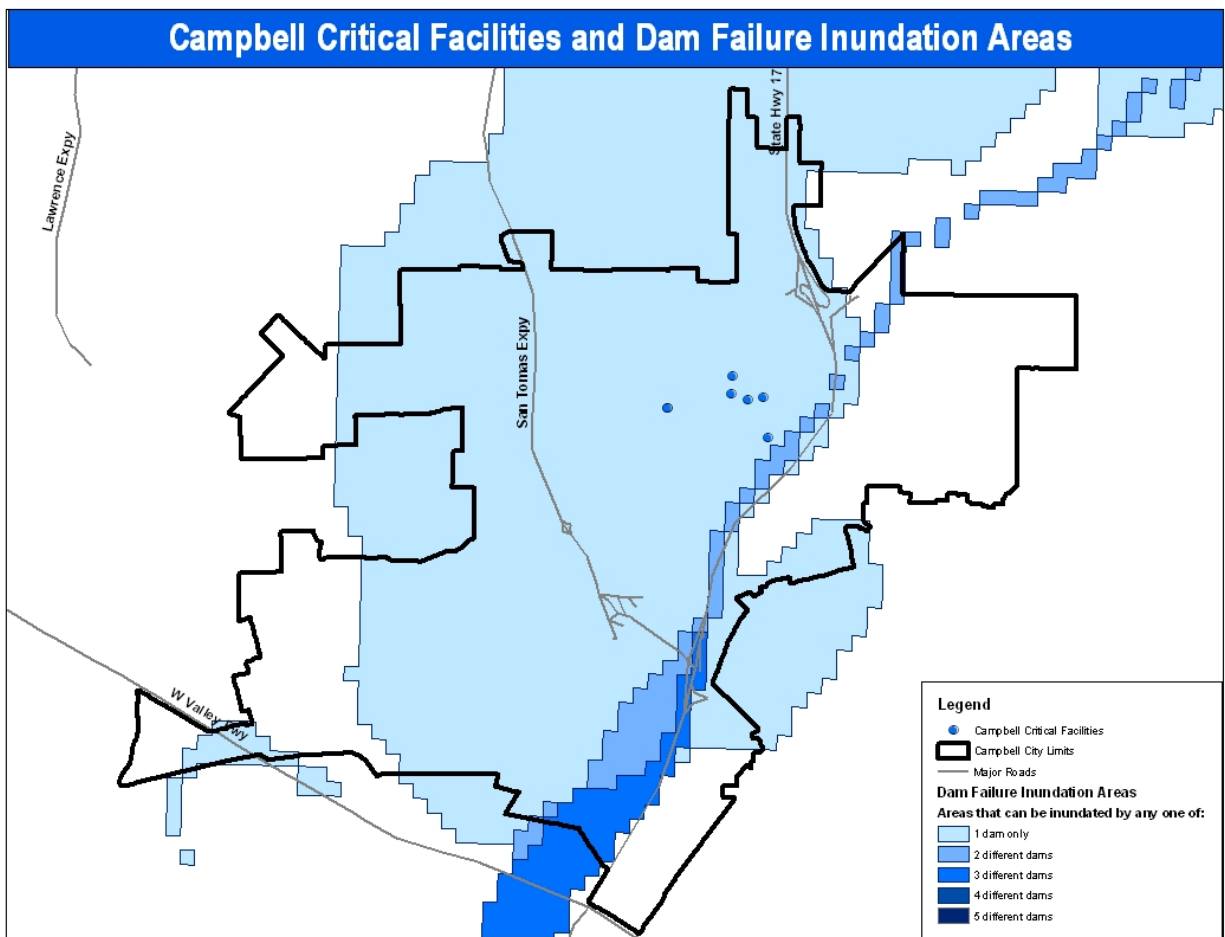 Campbell Critical Facilities and Dam Failure Inundation Areas
State Hwy 17
Lawrence Expy
San Tomas Expy
W Valley Fwy
Legend
Campbell Critical Facilities
Campbell City Limits
Major Roads
Dam Failure Inundation Areas
Areas that can be inundated by any one of:
1 dam only
2 different dams
3 different dams
4 different dams
5 different dams